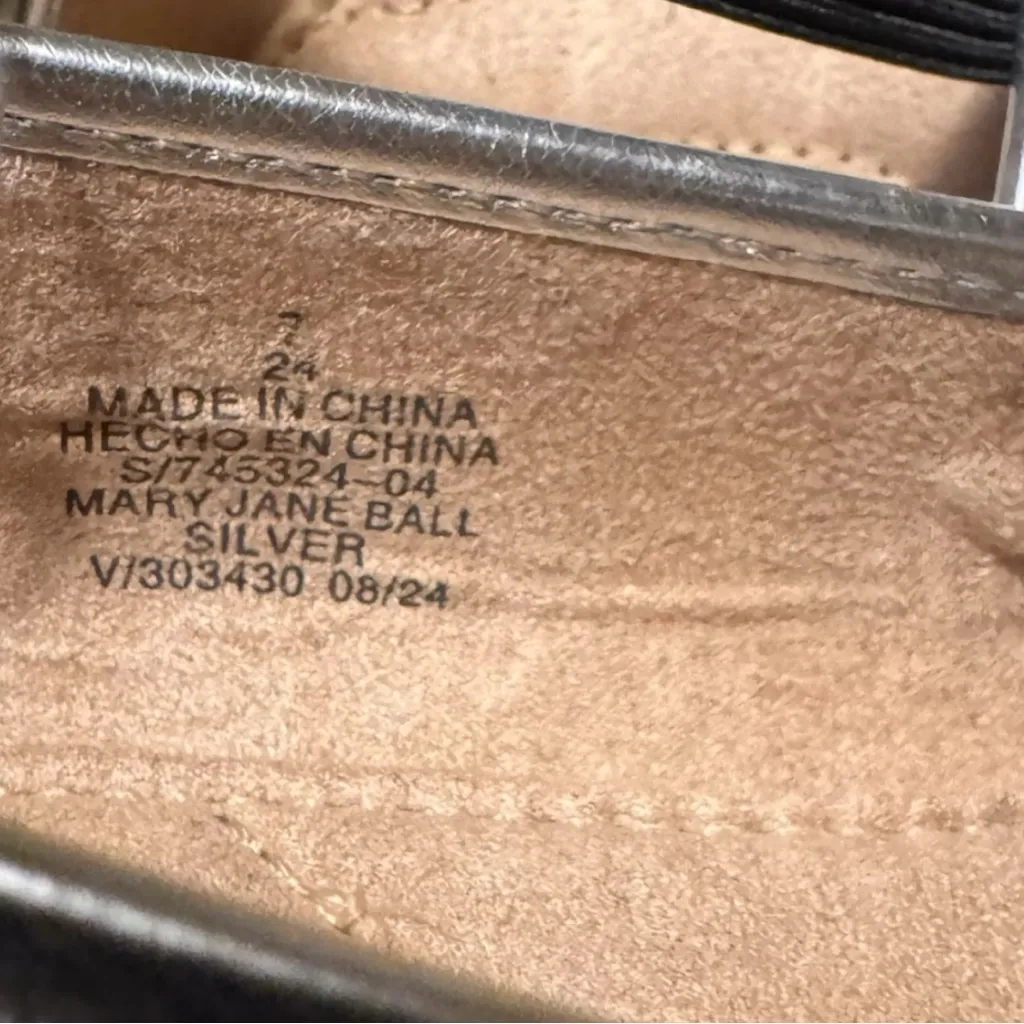 7
24
MADE IN CHINA
HECHO EN CHINA
S/745324-04
MARY JANE BALL
SILVER
V/303430 08/24